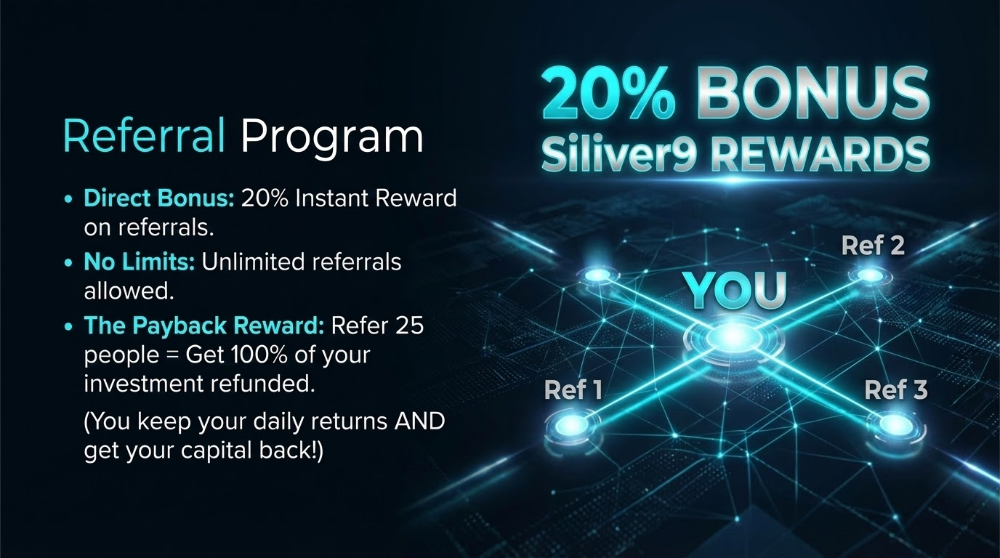 Referral Program
• Direct Bonus: 20% Instant Reward
on referrals.
• No Limits: Unlimited referrals
allowed.
• The Payback Reward: Refer 25
people = Get 100% of your
investment refunded.
(You keep your daily returns AND
get your capital back!)
20% BONUS
Siliver9 REWARDS
Ref 2
YOU
Ref 1
Ref 3